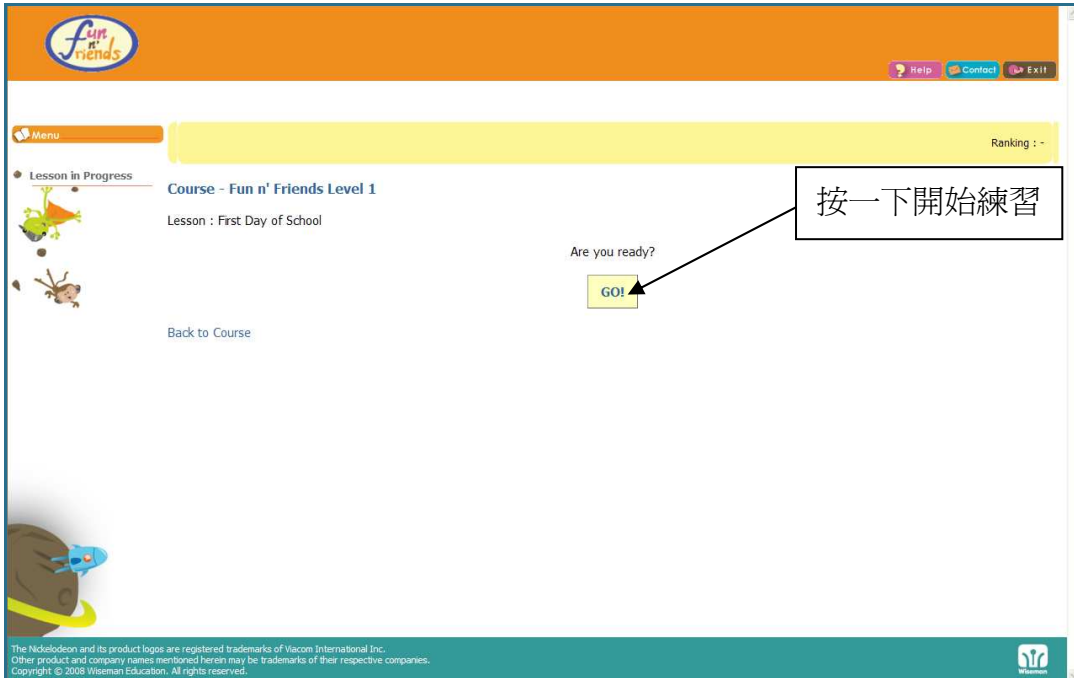 fun
n'
friends
Help Contact Exit
Menu
Ranking : -
Lesson in Progress
Course - Fun n' Friends Level 1
按一下開始練習
Lesson : First Day of School
Are you ready?
GO!
Back to Course
The Nickelodeon and its product logos are registered trademarks of Viacom International Inc.
Other product and company names mentioned herein may be trademarks of their respective companies.
Copyright © 2008 Wiseman Education. All rights reserved.
Wiseman